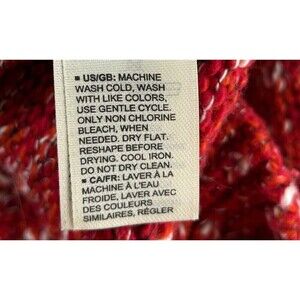 ▪ US/GB: MACHINE
WASH COLD, WASH
WITH LIKE COLORS,
USE GENTLE CYCLE.
ONLY NON CHLORINE
BLEACH, WHEN
NEEDED. DRY FLAT.
RESHAPE BEFORE
DRYING. COOL IRON.
DO NOT DRY CLEAN.
▪ CA/FR: LAVER À LA
MACHINE À L'EAU
FROIDE, LAVER AVEC
DES COULEURS
SIMILAIRES, RÉGLER